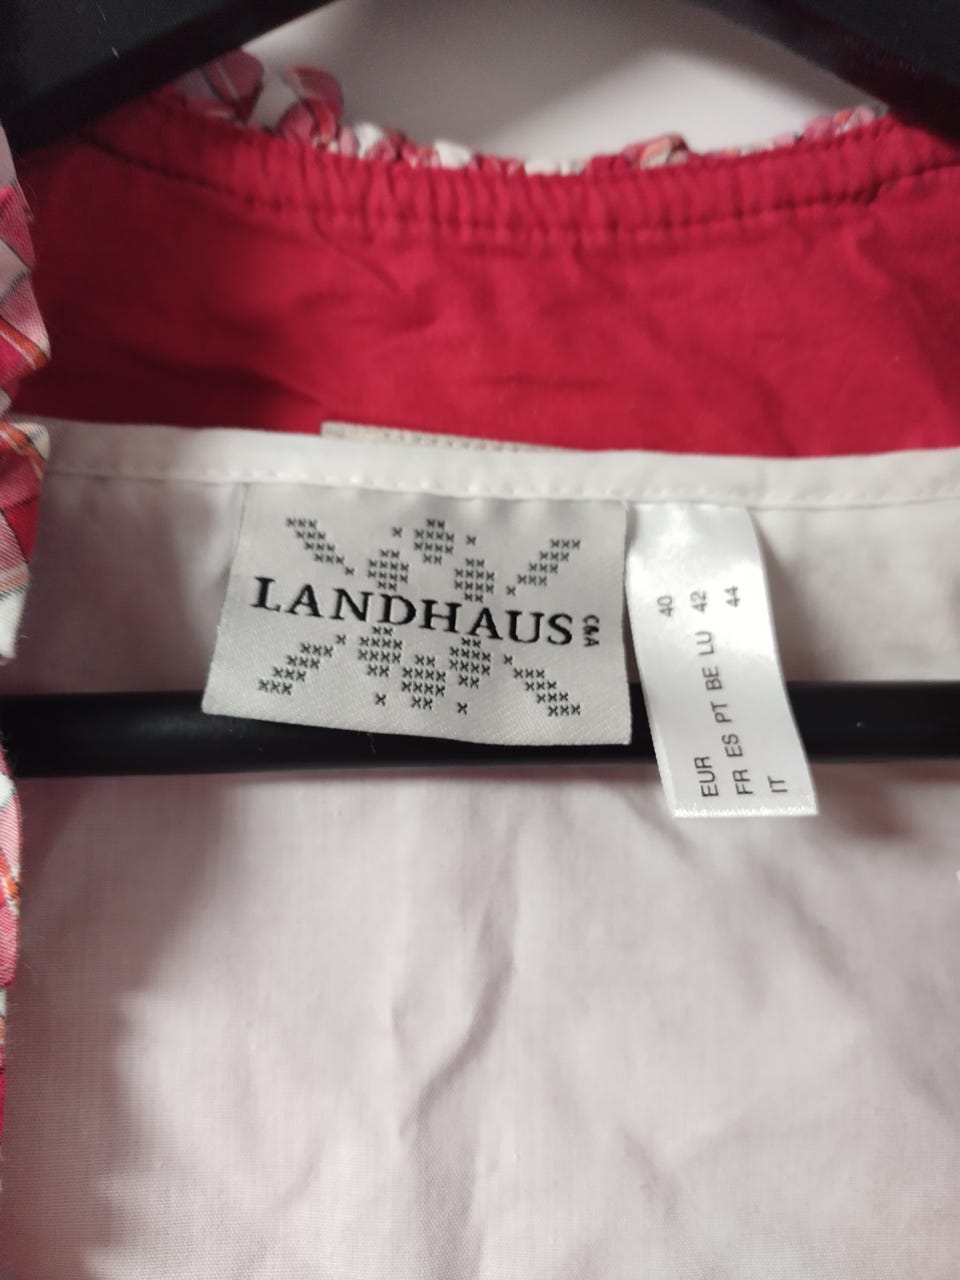 LANDHAUS
C&A
EUR 40
FR ES PT BE LU 42
IT 44